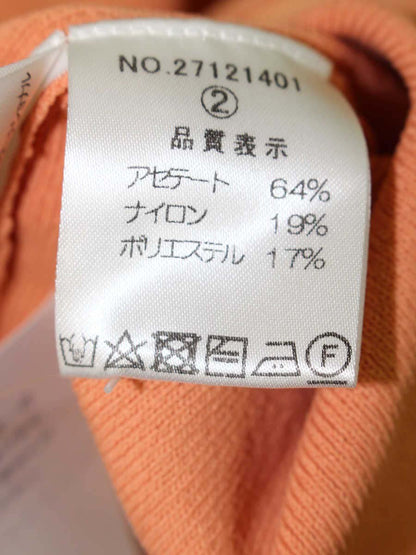 NO.27121401
②
品質表示
アセテート 64%
ナイロン 19%
ポリエステル 17%
F